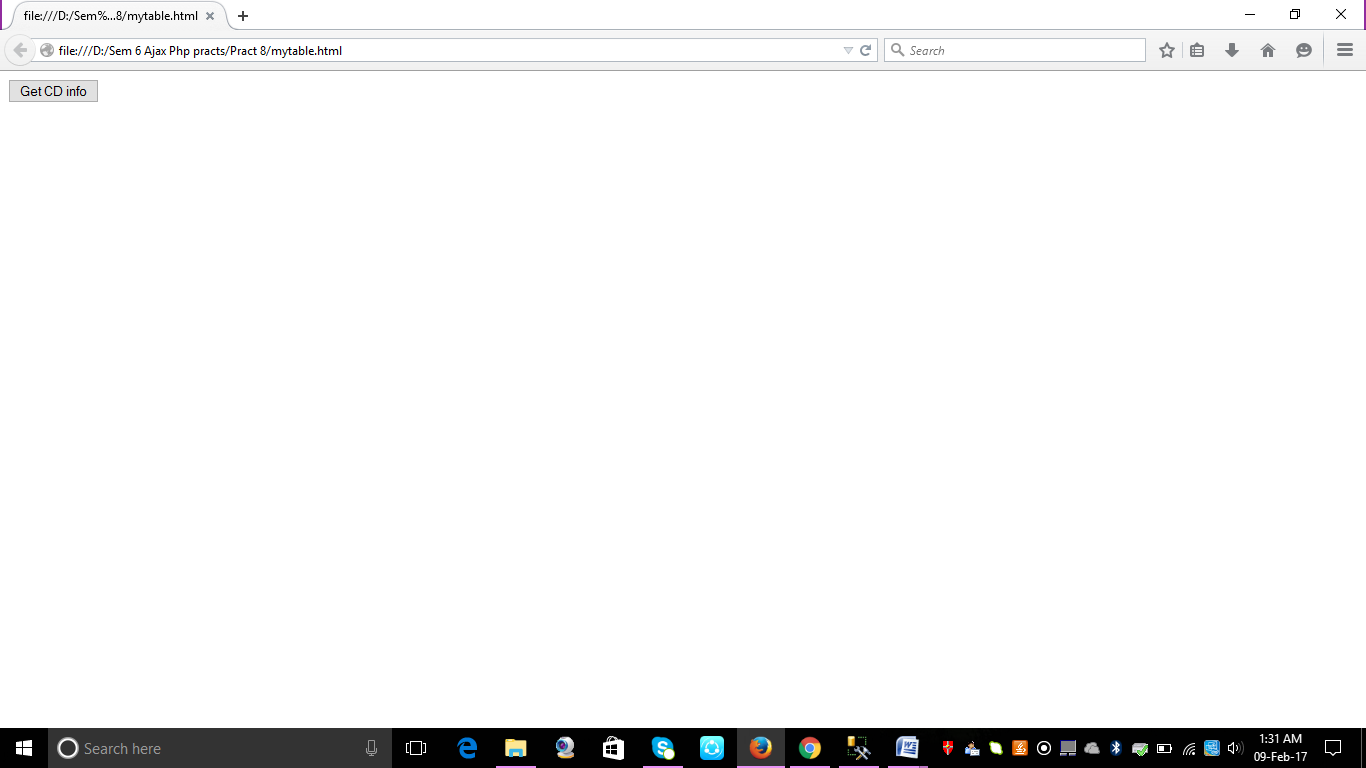 file:///D:/Sem%...8/mytable.html
file:///D:/Sem 6 Ajax Php practs/Pract 8/mytable.html
Search
Get CD info
Search here
1:31 AM
09-Feb-17